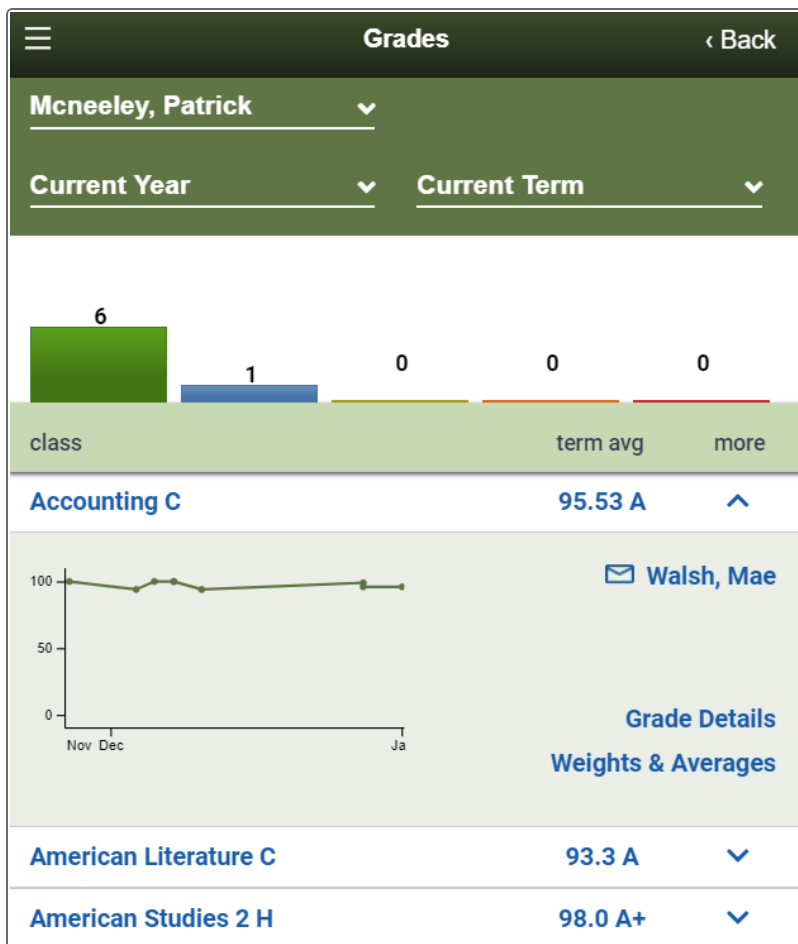 Grades ‹ Back
Mcneeley, Patrick
Current Year Current Term
6 1 0 0 0
class term avg more
Accounting C 95.53 A
Walsh, Mae
100
50
0
Nov Dec Ja
Grade Details
Weights & Averages
American Literature C 93.3 A
American Studies 2 H 98.0 A+